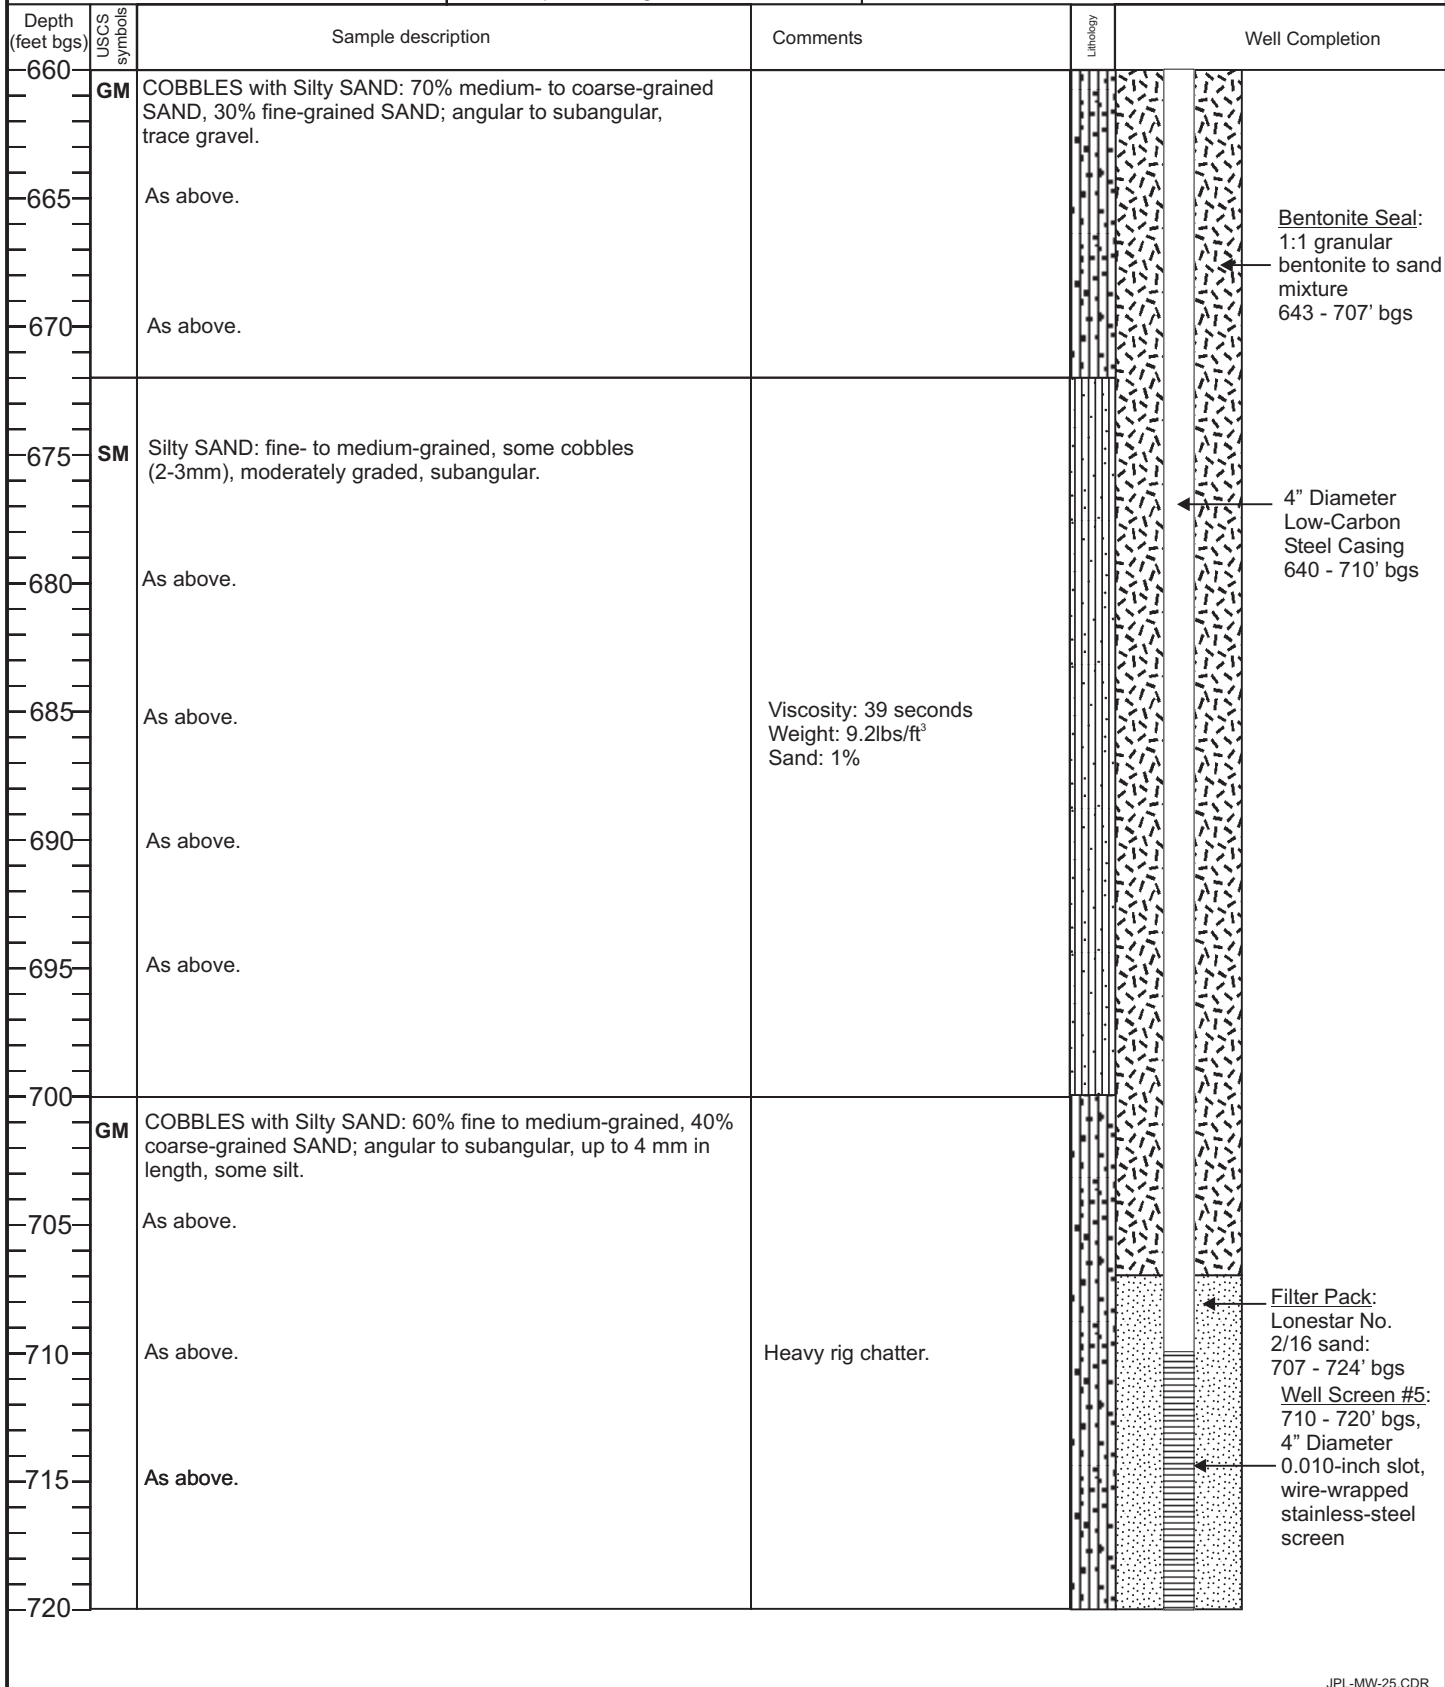 Depth
(feet bgs)
USCS
symbols
Sample description
Comments
Lithology
Well Completion
660
GM
COBBLES with Silty SAND: 70% medium- to coarse-grained
SAND, 30% fine-grained SAND; angular to subangular,
trace gravel.
665
As above.
Bentonite Seal:
1:1 granular
bentonite to sand
mixture
643 - 707' bgs
670
As above.
675
SM
Silty SAND: fine- to medium-grained, some cobbles
(2-3mm), moderately graded, subangular.
4” Diameter
Low-Carbon
Steel Casing
640 - 710’ bgs
680
As above.
685
As above.
Viscosity: 39 seconds
Weight: 9.2lbs/ft³
Sand: 1%
690
As above.
695
As above.
700
GM
COBBLES with Silty SAND: 60% fine to medium-grained, 40%
coarse-grained SAND; angular to subangular, up to 4 mm in
length, some silt.
705
As above.
Filter Pack:
Lonestar No.
2/16 sand:
707 - 724’ bgs
710
As above.
Heavy rig chatter.
Well Screen #5:
710 - 720’ bgs,
4” Diameter
0.010-inch slot,
wire-wrapped
stainless-steel
screen
715
As above.
720
JPL-MW-25.CDR